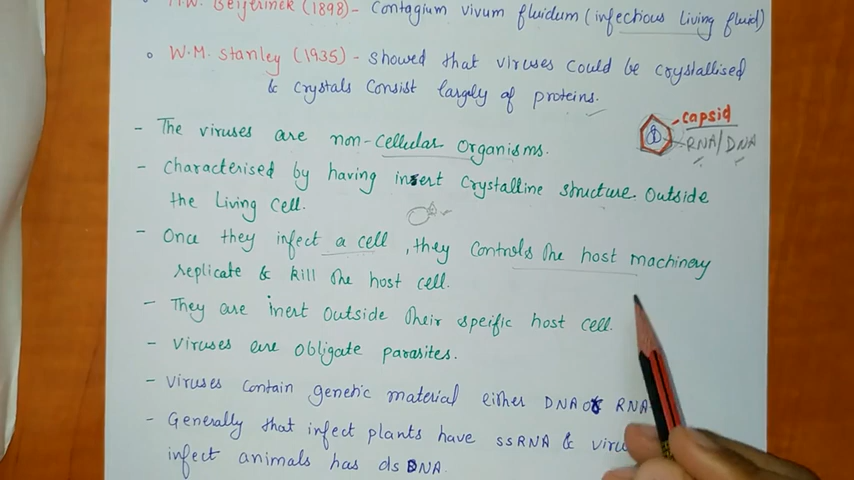 M.W. Beijerinek (1898)- Contagium vivum fluidum (infectious Living fluid)
W.M. Stanley (1935) - showed that viruses could be crystallised
& crystals consist largely of proteins.
capsid
RNA/DNA
- The viruses are non-cellular organisms.
- Characterised by having insert crystalline structure outside
the Living cell.
- Once they infect a cell, they controls the host machinery
replicate & kill the host cell.
- They are inert outside their speific host cell.
- Viruses are obligate parasites.
- Viruses contain genetic material either DNA or RNA
- Generally that infect plants have ssRNA & viru
infect animals has ds DNA.